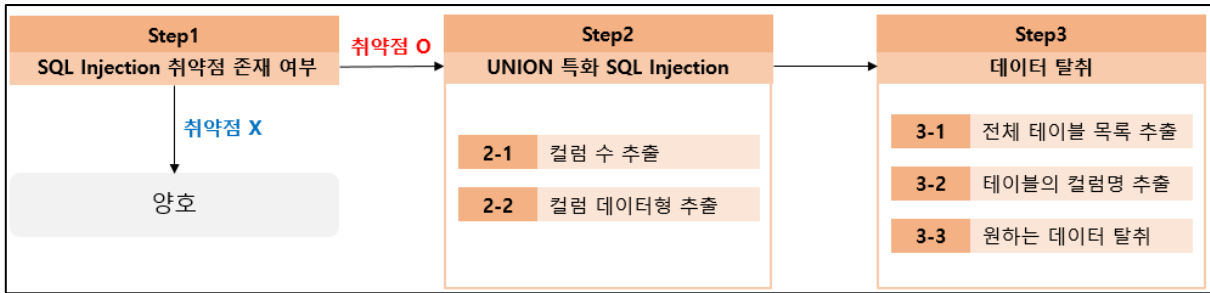 Step1
SQL Injection 취약점 존재 여부
취약점 O
취약점 X
양호
Step2
UNION 특화 SQL Injection
2-1 컬럼 수 추출
2-2 컬럼 데이터형 추출
Step3
데이터 탈취
3-1 전체 테이블 목록 추출
3-2 테이블의 컬럼명 추출
3-3 원하는 데이터 탈취